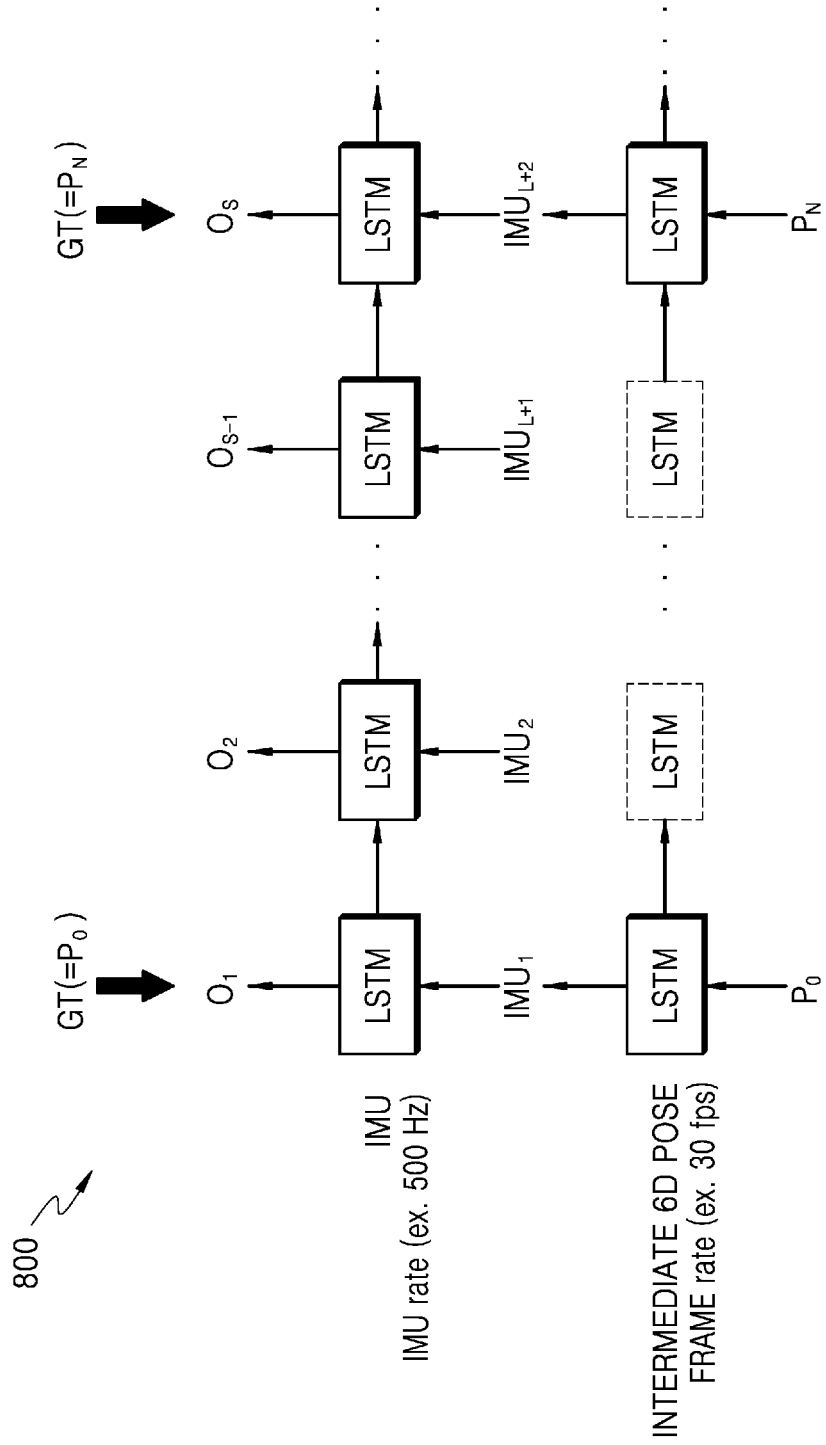 800
GT(=P0)
GT(=PN)
O1
O2
OS-1
OS
· · ·
IMU
IMU rate (ex. 500 Hz)
LSTM
LSTM
· · ·
LSTM
LSTM
· · ·
IMU1
IMU2
IMUL+1
IMUL+2
INTERMEDIATE 6D POSE
FRAME rate (ex. 30 fps)
LSTM
LSTM
· · ·
LSTM
LSTM
· · ·
P0
PN